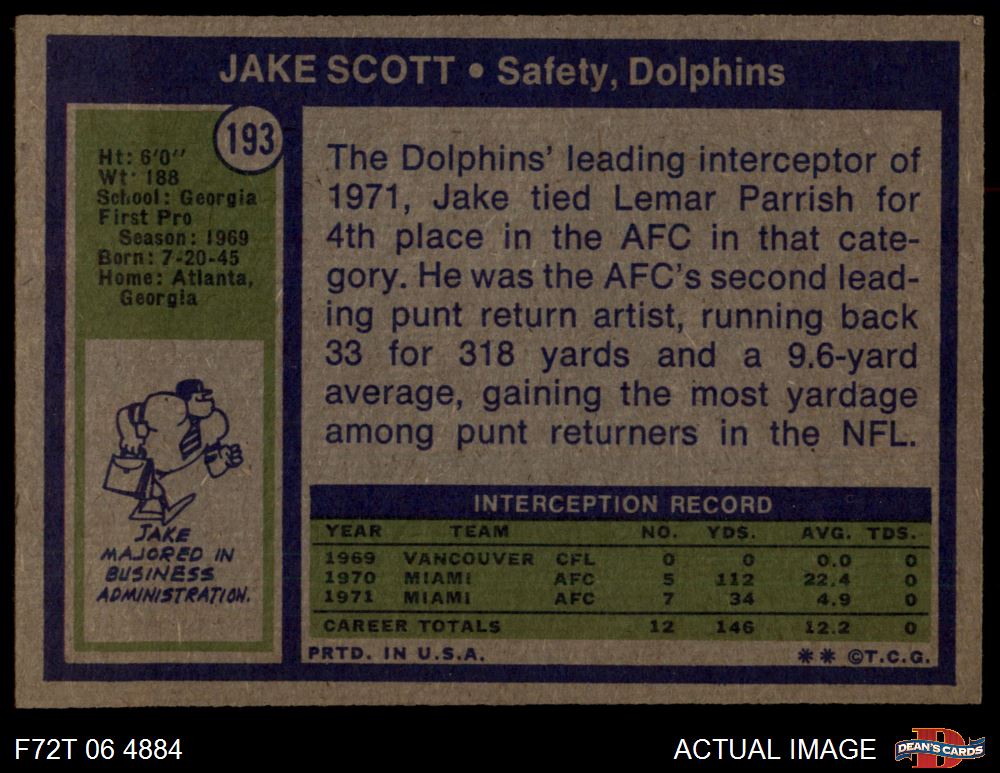 JAKE SCOTT • Safety, Dolphins
193
Ht: 6'0"
Wt: 188
School: Georgia
First Pro
Season: 1969
Born: 7-20-45
Home: Atlanta,
Georgia
JAKE
MAJORED IN
BUSINESS
ADMINISTRATION.
The Dolphins' leading interceptor of
1971, Jake tied Lemar Parrish for
4th place in the AFC in that cate-
gory. He was the AFC's second lead-
ing punt return artist, running back
33 for 318 yards and a 9.6-yard
average, gaining the most yardage
among punt returners in the NFL.
INTERCEPTION RECORD
YEAR TEAM NO. YDS. AVG. TDS.
1969 VANCOUVER CFL 0 0 0.0 0
1970 MIAMI AFC 5 112 22.4 0
1971 MIAMI AFC 7 34 4.9 0
CAREER TOTALS 12 146 12.2 0
PRTD. IN U.S.A. ** ©T.C.G.
F72T 06 4884 ACTUAL IMAGE DEAN'S CARDS